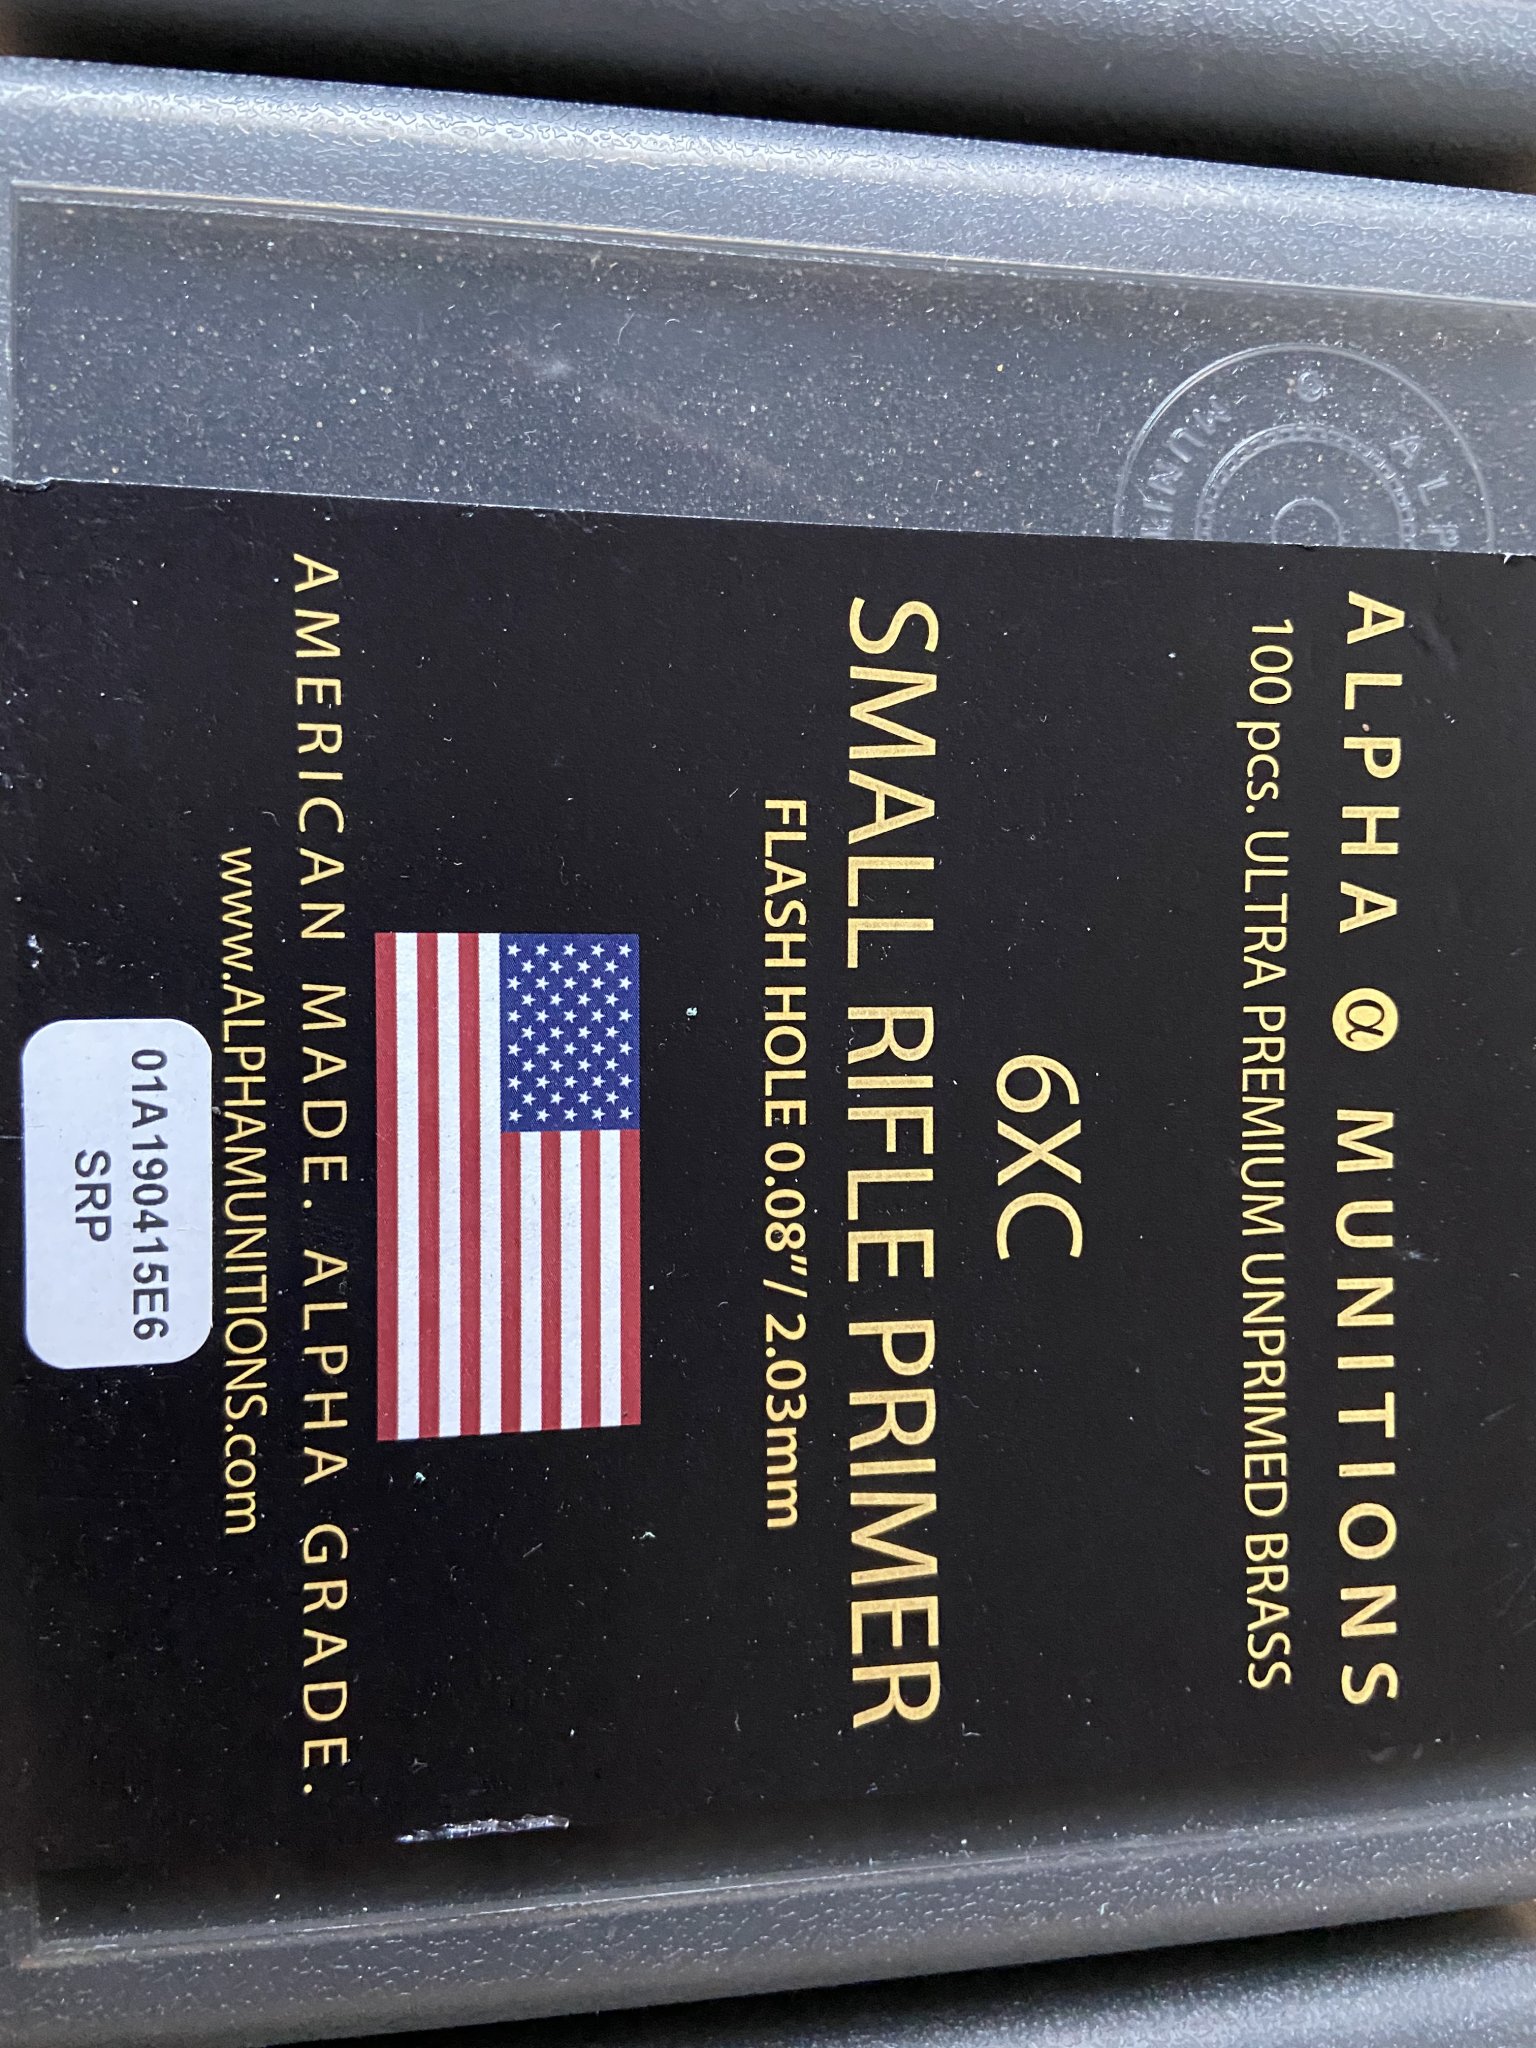 ALPHA α MUNITIONS
100 pcs. ULTRA PREMIUM UNPRIMED BRASS
6XC
SMALL RIFLE PRIMER
FLASH HOLE 0.08"/ 2.03mm
AMERICAN MADE. ALPHA GRADE.
www.ALPHAMUNITIONS.com
01A190415E6
SRP